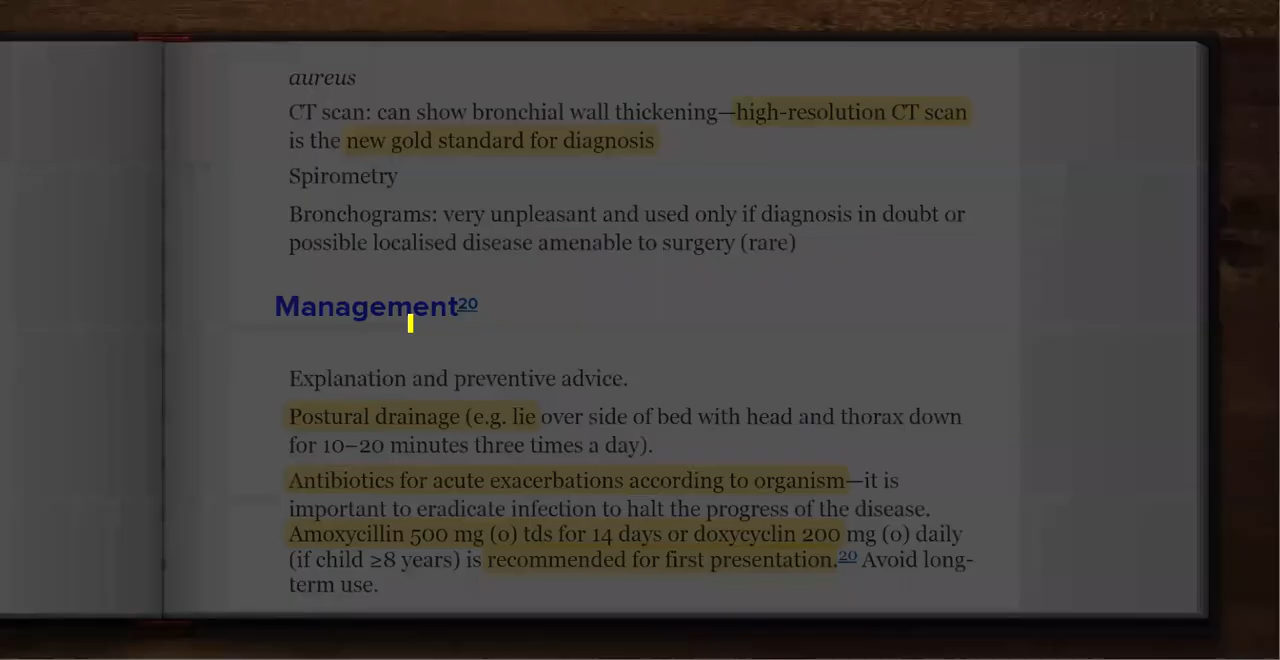 aureus
CT scan: can show bronchial wall thickening—high-resolution CT scan
is the new gold standard for diagnosis
Spirometry
Bronchograms: very unpleasant and used only if diagnosis in doubt or
possible localised disease amenable to surgery (rare)
Management20
Explanation and preventive advice.
Postural drainage (e.g. lie over side of bed with head and thorax down
for 10–20 minutes three times a day).
Antibiotics for acute exacerbations according to organism—it is
important to eradicate infection to halt the progress of the disease.
Amoxycillin 500 mg (o) tds for 14 days or doxycyclin 200 mg (o) daily
(if child ≥8 years) is recommended for first presentation.20 Avoid long-
term use.